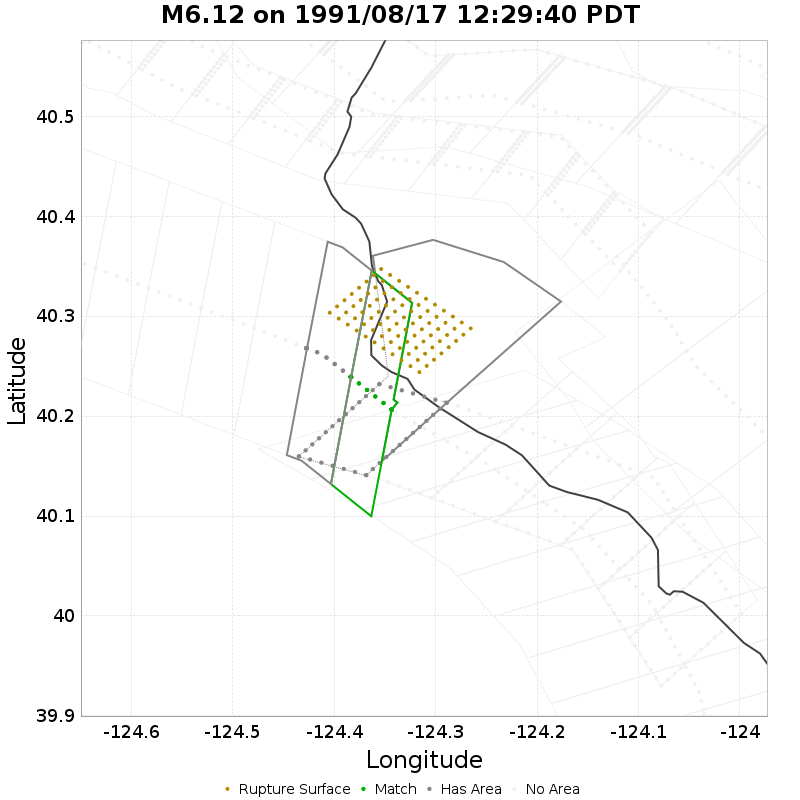 M6.12 on 1991/08/17 12:29:40 PDT
40.5
40.4
40.3
40.2
40.1
40
39.9
Latitude
-124.6 -124.5 -124.4 -124.3 -124.2 -124.1 -124
Longitude
Rupture Surface Match Has Area No Area